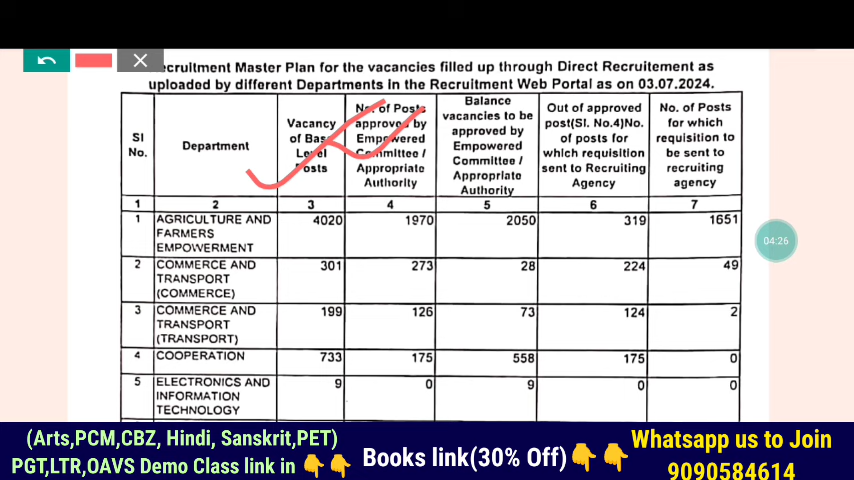 ecruitment Master Plan for the vacancies filled up through Direct Recruitement as
uploaded by different Departments in the Recruitment Web Portal as on 03.07.2024.
Sl No. | Department | Vacancy of Base Level Posts | No. of Posts approved by Empowered Committee / Appropriate Authority | Balance vacancies to be approved by Empowered Committee / Appropriate Authority | Out of approved post(Sl. No.4)No. of posts for which requisition sent to Recruiting Agency | No. of Posts for which requisition to be sent to recruiting agency
1 | 2 | 3 | 4 | 5 | 6 | 7
1 | AGRICULTURE AND FARMERS EMPOWERMENT | 4020 | 1970 | 2050 | 319 | 1651
2 | COMMERCE AND TRANSPORT (COMMERCE) | 301 | 273 | 28 | 224 | 49
3 | COMMERCE AND TRANSPORT (TRANSPORT) | 199 | 126 | 73 | 124 | 2
4 | COOPERATION | 733 | 175 | 558 | 175 | 0
5 | ELECTRONICS AND INFORMATION TECHNOLOGY | 9 | 0 | 9 | 0 | 0
04:26
(Arts,PCM,CBZ, Hindi, Sanskrit,PET)
PGT,LTR,OAVS Demo Class link in 👇👇
Books link(30% Off)👇👇
Whatsapp us to Join
9090584614